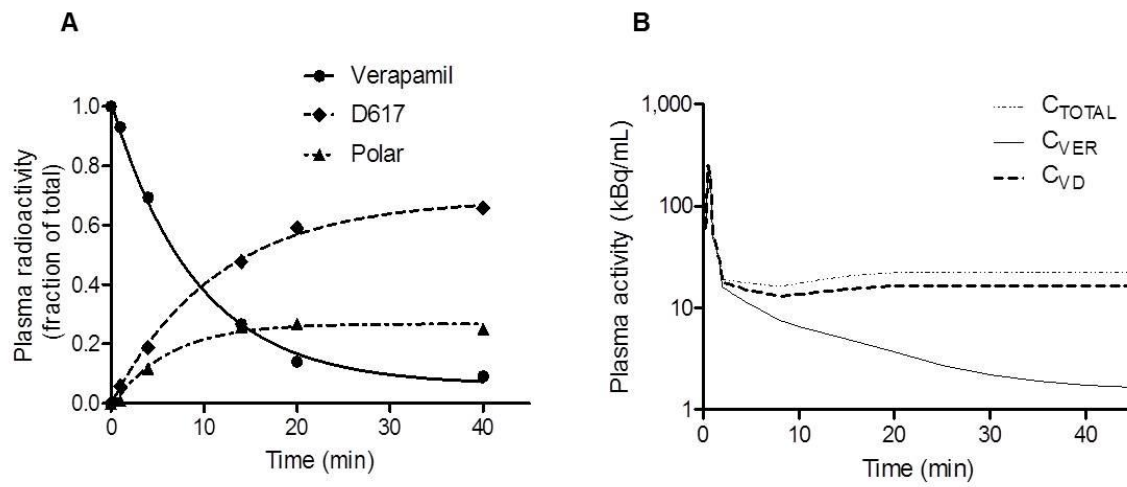 A
Verapamil
D617
Polar
Plasma radioactivity
(fraction of total)
1.0
0.8
0.6
0.4
0.2
0.0
0
10
20
30
40
Time (min)
B
C_TOTAL
C_VER
C_VD
Plasma activity (kBq/mL)
1,000
100
10
1
0
10
20
30
40
Time (min)